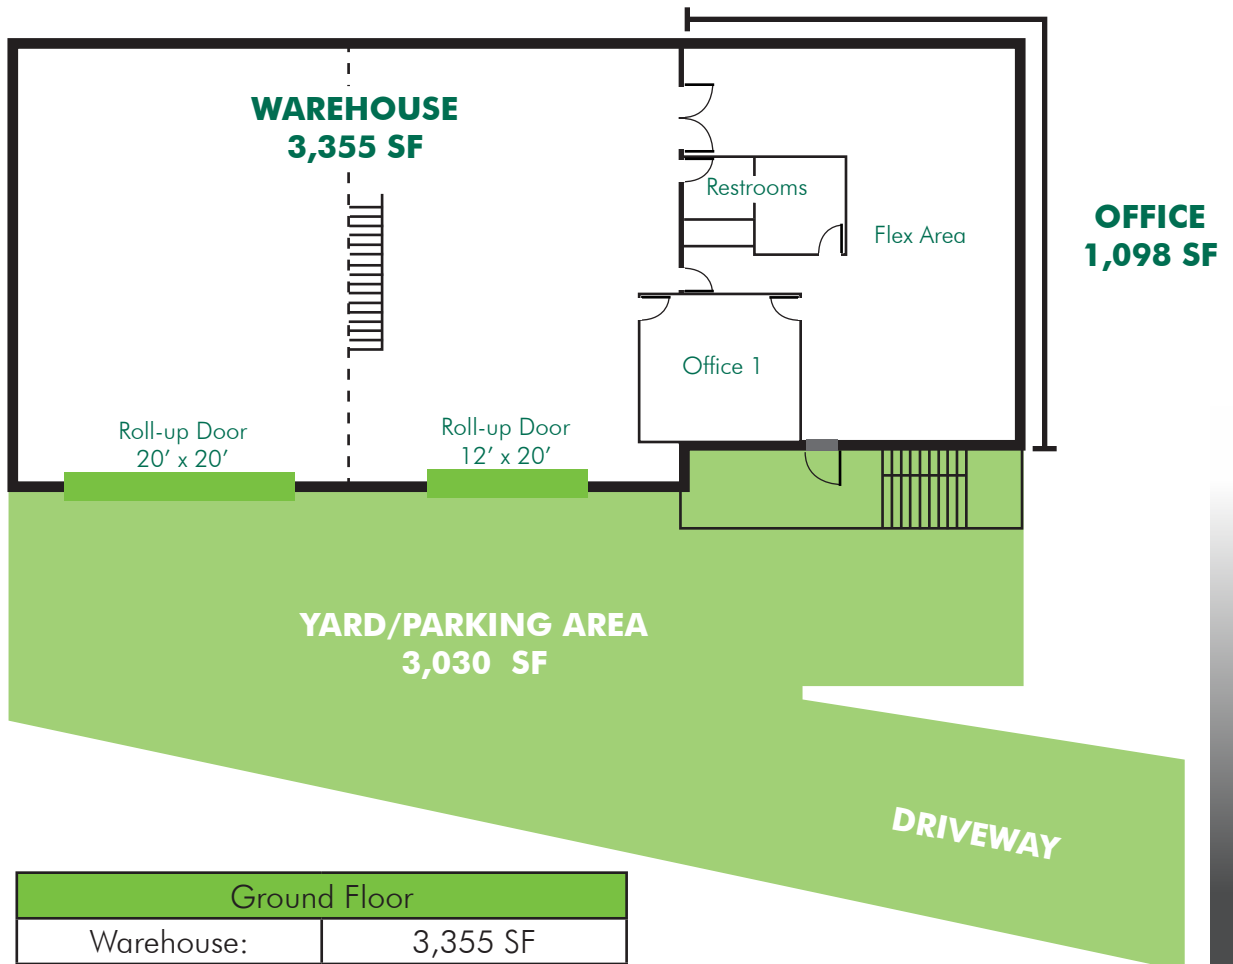 WAREHOUSE
3,355 SF
Restrooms
Flex Area
OFFICE
1,098 SF
Office 1
Roll-up Door
20’ x 20’
Roll-up Door
12’ x 20’
YARD/PARKING AREA
3,030 SF
DRIVEWAY
Ground Floor
Warehouse: 3,355 SF